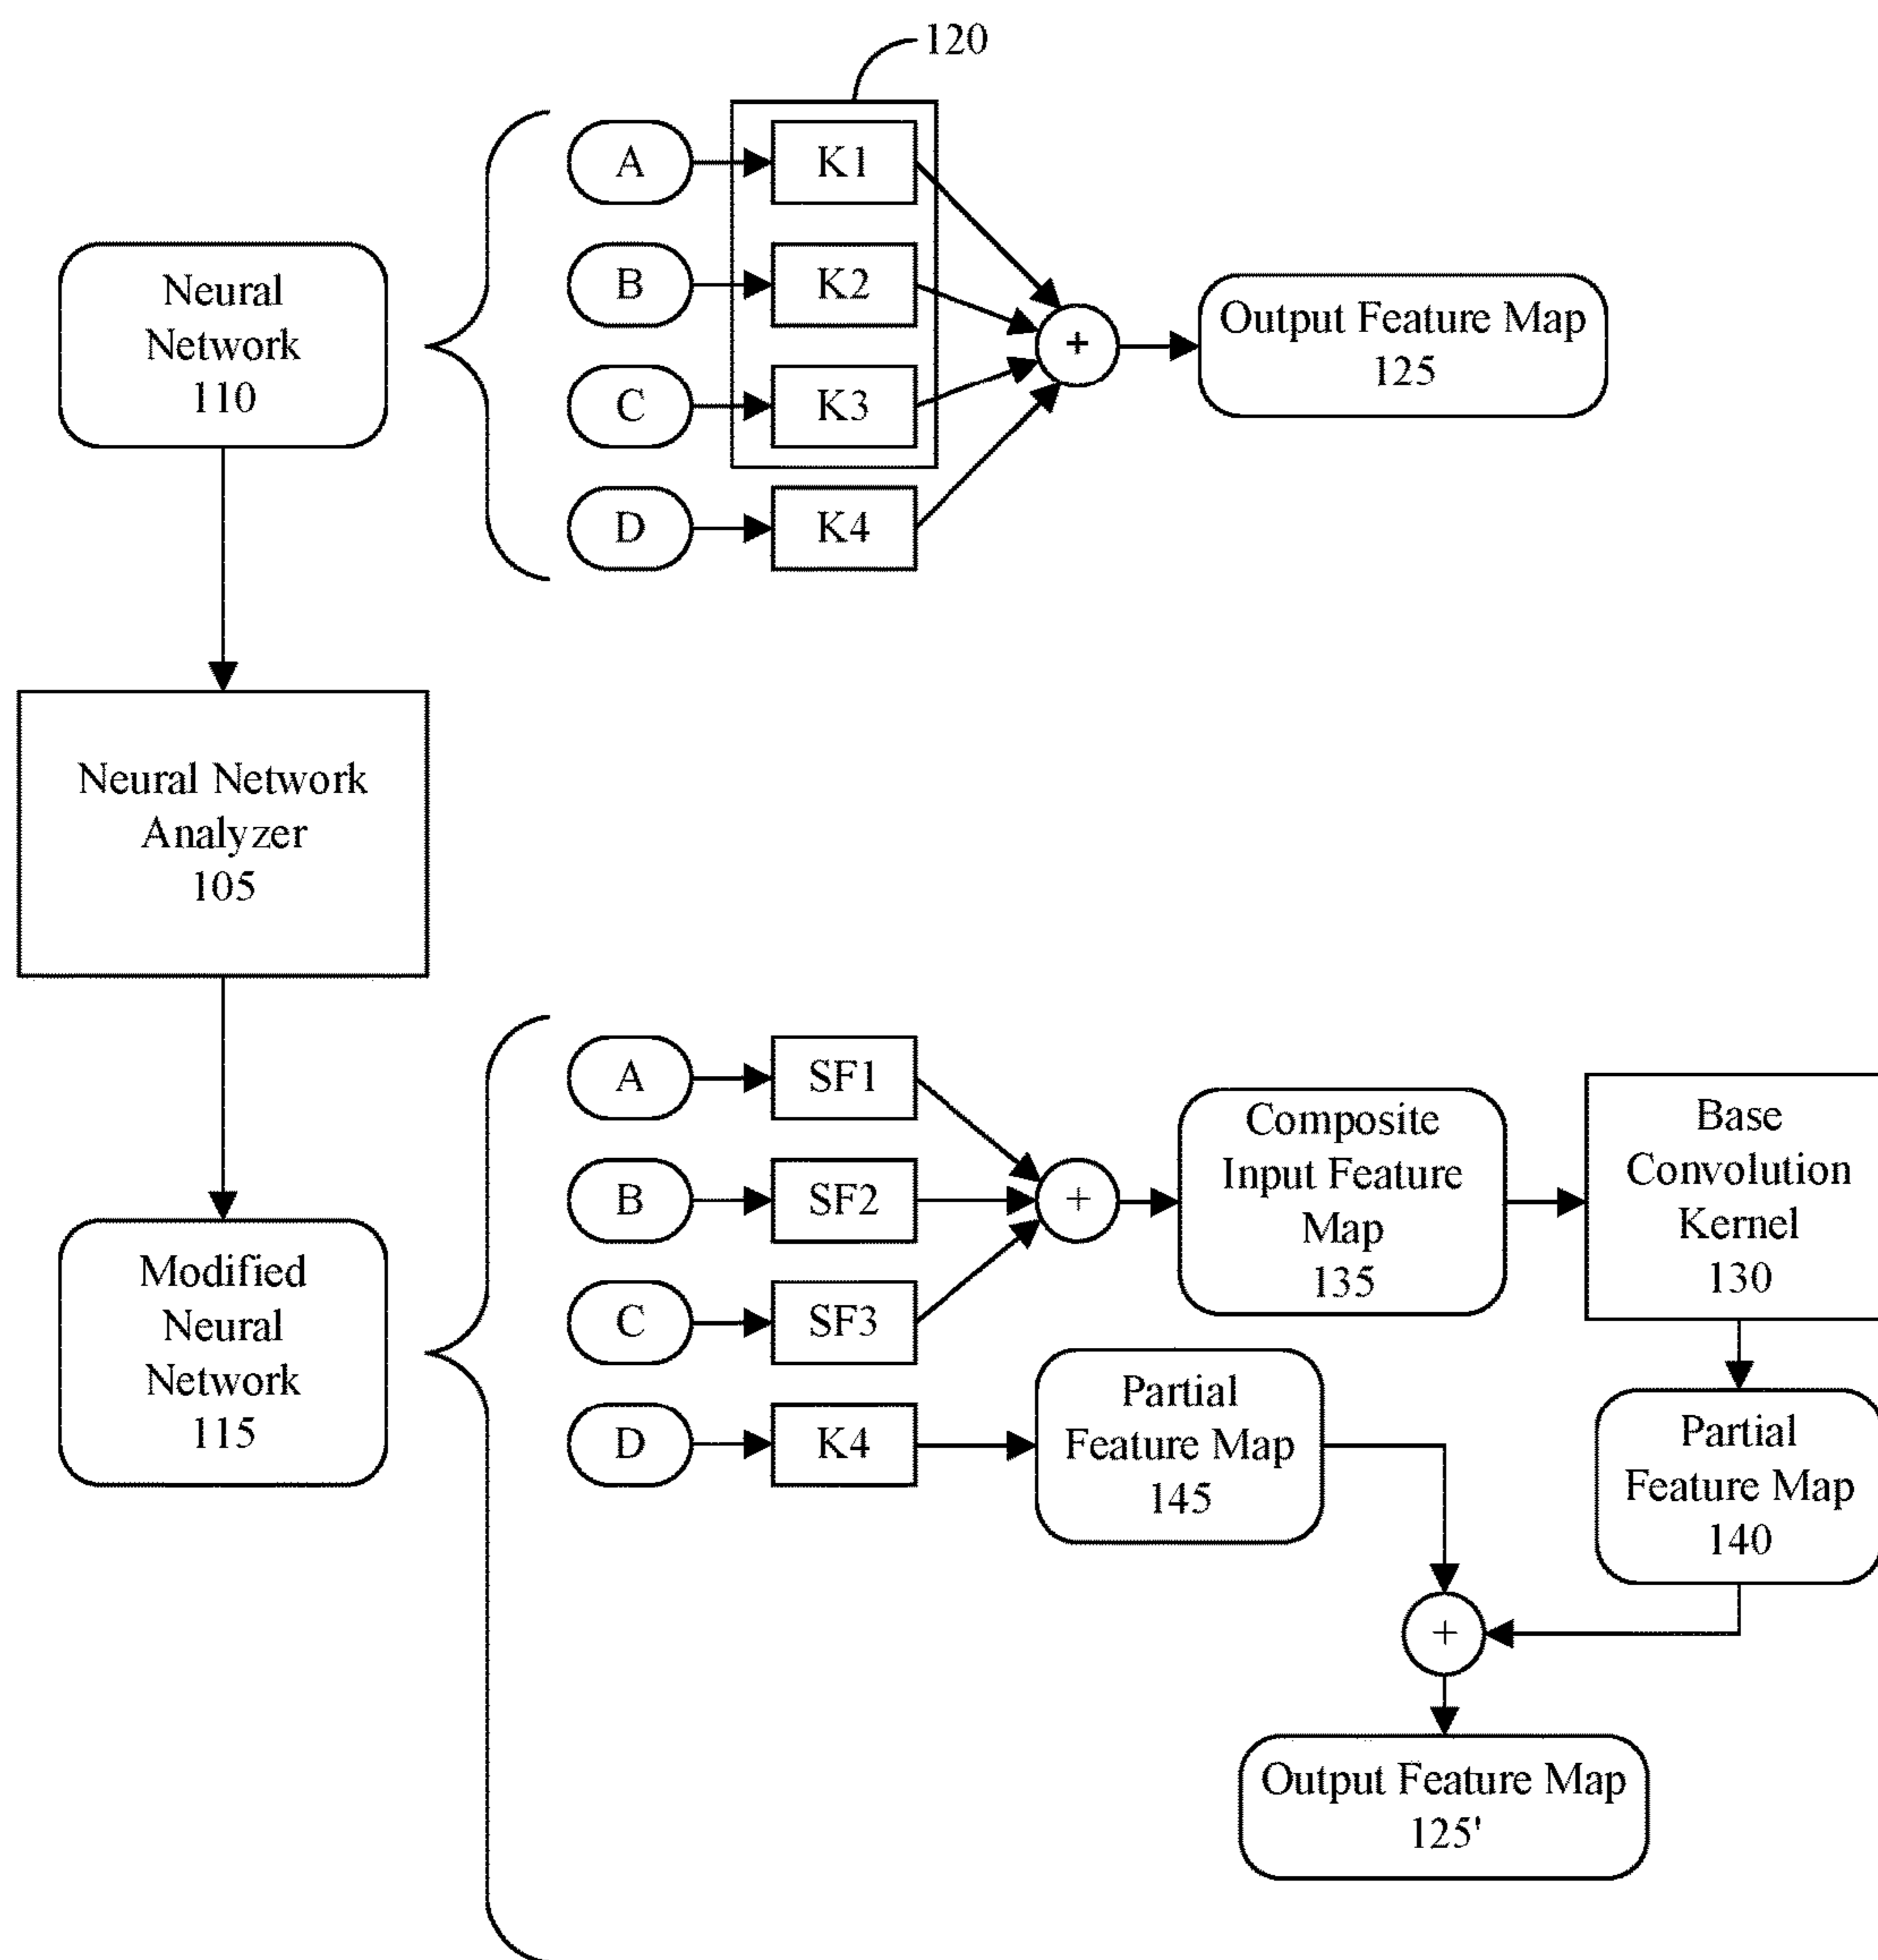 120
A
K1
B
K2
C
K3
D
K4
+
Output Feature Map
125
Neural
Network
110
Neural Network
Analyzer
105
Modified
Neural
Network
115
A
SF1
B
SF2
C
SF3
D
K4
+
Composite
Input Feature
Map
135
Base
Convolution
Kernel
130
Partial
Feature Map
145
Partial
Feature Map
140
+
Output Feature Map
125'